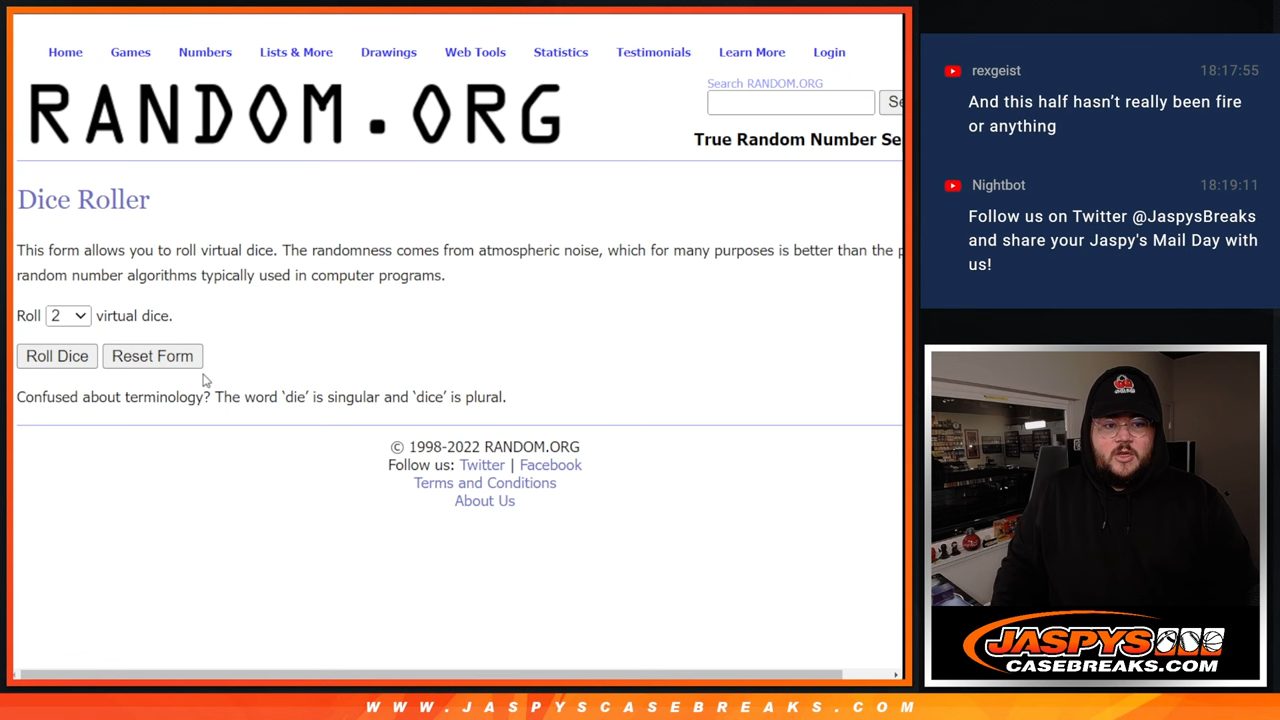 Home Games Numbers Lists & More Drawings Web Tools Statistics Testimonials Learn More Login
RANDOM.ORG
Search RANDOM.ORG
Se
True Random Number Se
Dice Roller
This form allows you to roll virtual dice. The randomness comes from atmospheric noise, which for many purposes is better than the p
random number algorithms typically used in computer programs.
Roll 2 virtual dice.
Roll Dice Reset Form
Confused about terminology? The word ‘die’ is singular and ‘dice’ is plural.
© 1998-2022 RANDOM.ORG
Follow us: Twitter | Facebook
Terms and Conditions
About Us
rexgeist 18:17:55
And this half hasn’t really been fire
or anything
Nightbot 18:19:11
Follow us on Twitter @JaspysBreaks
and share your Jaspy's Mail Day with
us!
JASPYS
CASEBREAKS.COM
WWW.JASPYSCASEBREAKS.COM